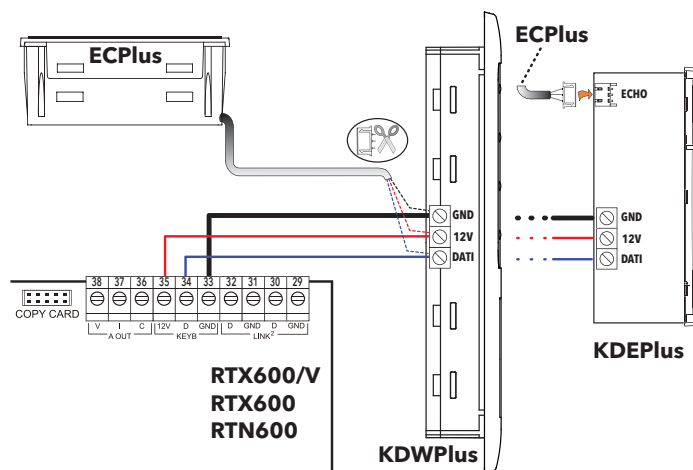 ECPlus
ECPlus
ECHO
GND
12V
DATI
GND
12V
DATI
38 37 36 35 34 33 32 31 30 29
V I C 12V D GND D GND D GND
A OUT KEYB LINK²
COPY CARD
RTX600/V
RTX600
RTN600
KDWPlus
KDEPlus